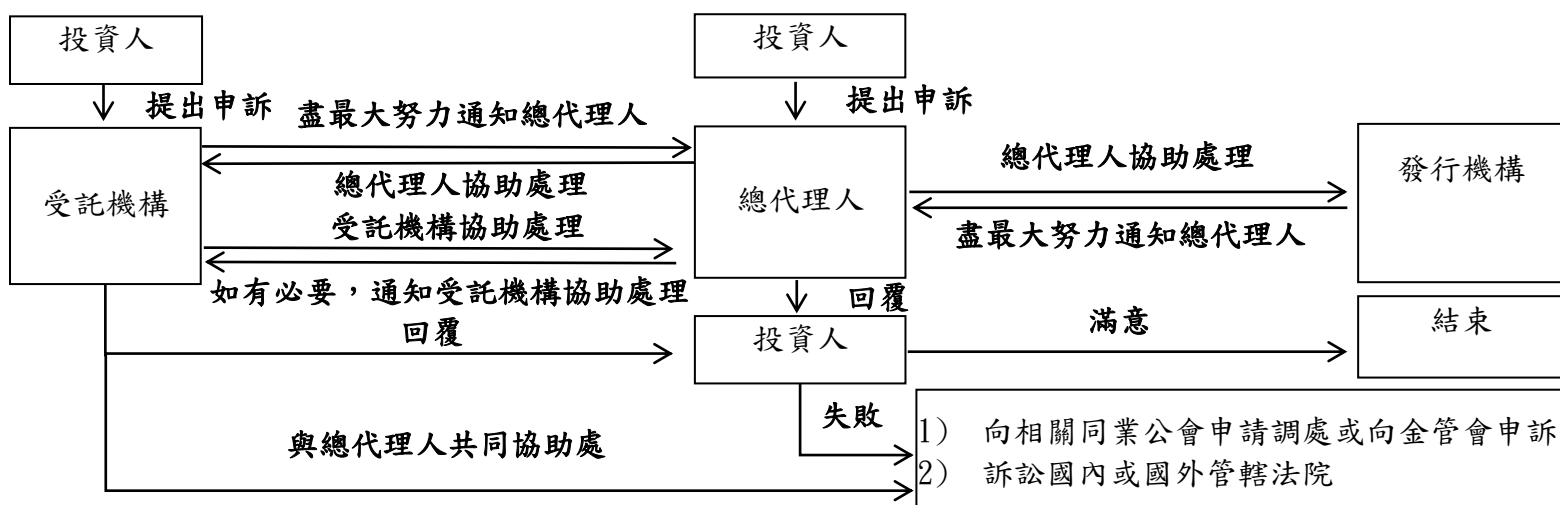 投資人
投資人
提出申訴
提出申訴
盡最大努力通知總代理人
總代理人協助處理
受託機構
總代理人協助處理
總代理人
發行機構
受託機構協助處理
盡最大努力通知總代理人
如有必要，通知受託機構協助處理
回覆
回覆
投資人
滿意
結束
失敗
與總代理人共同協助處
1) 向相關同業公會申請調處或向金管會申訴
2) 訴訟國內或國外管轄法院